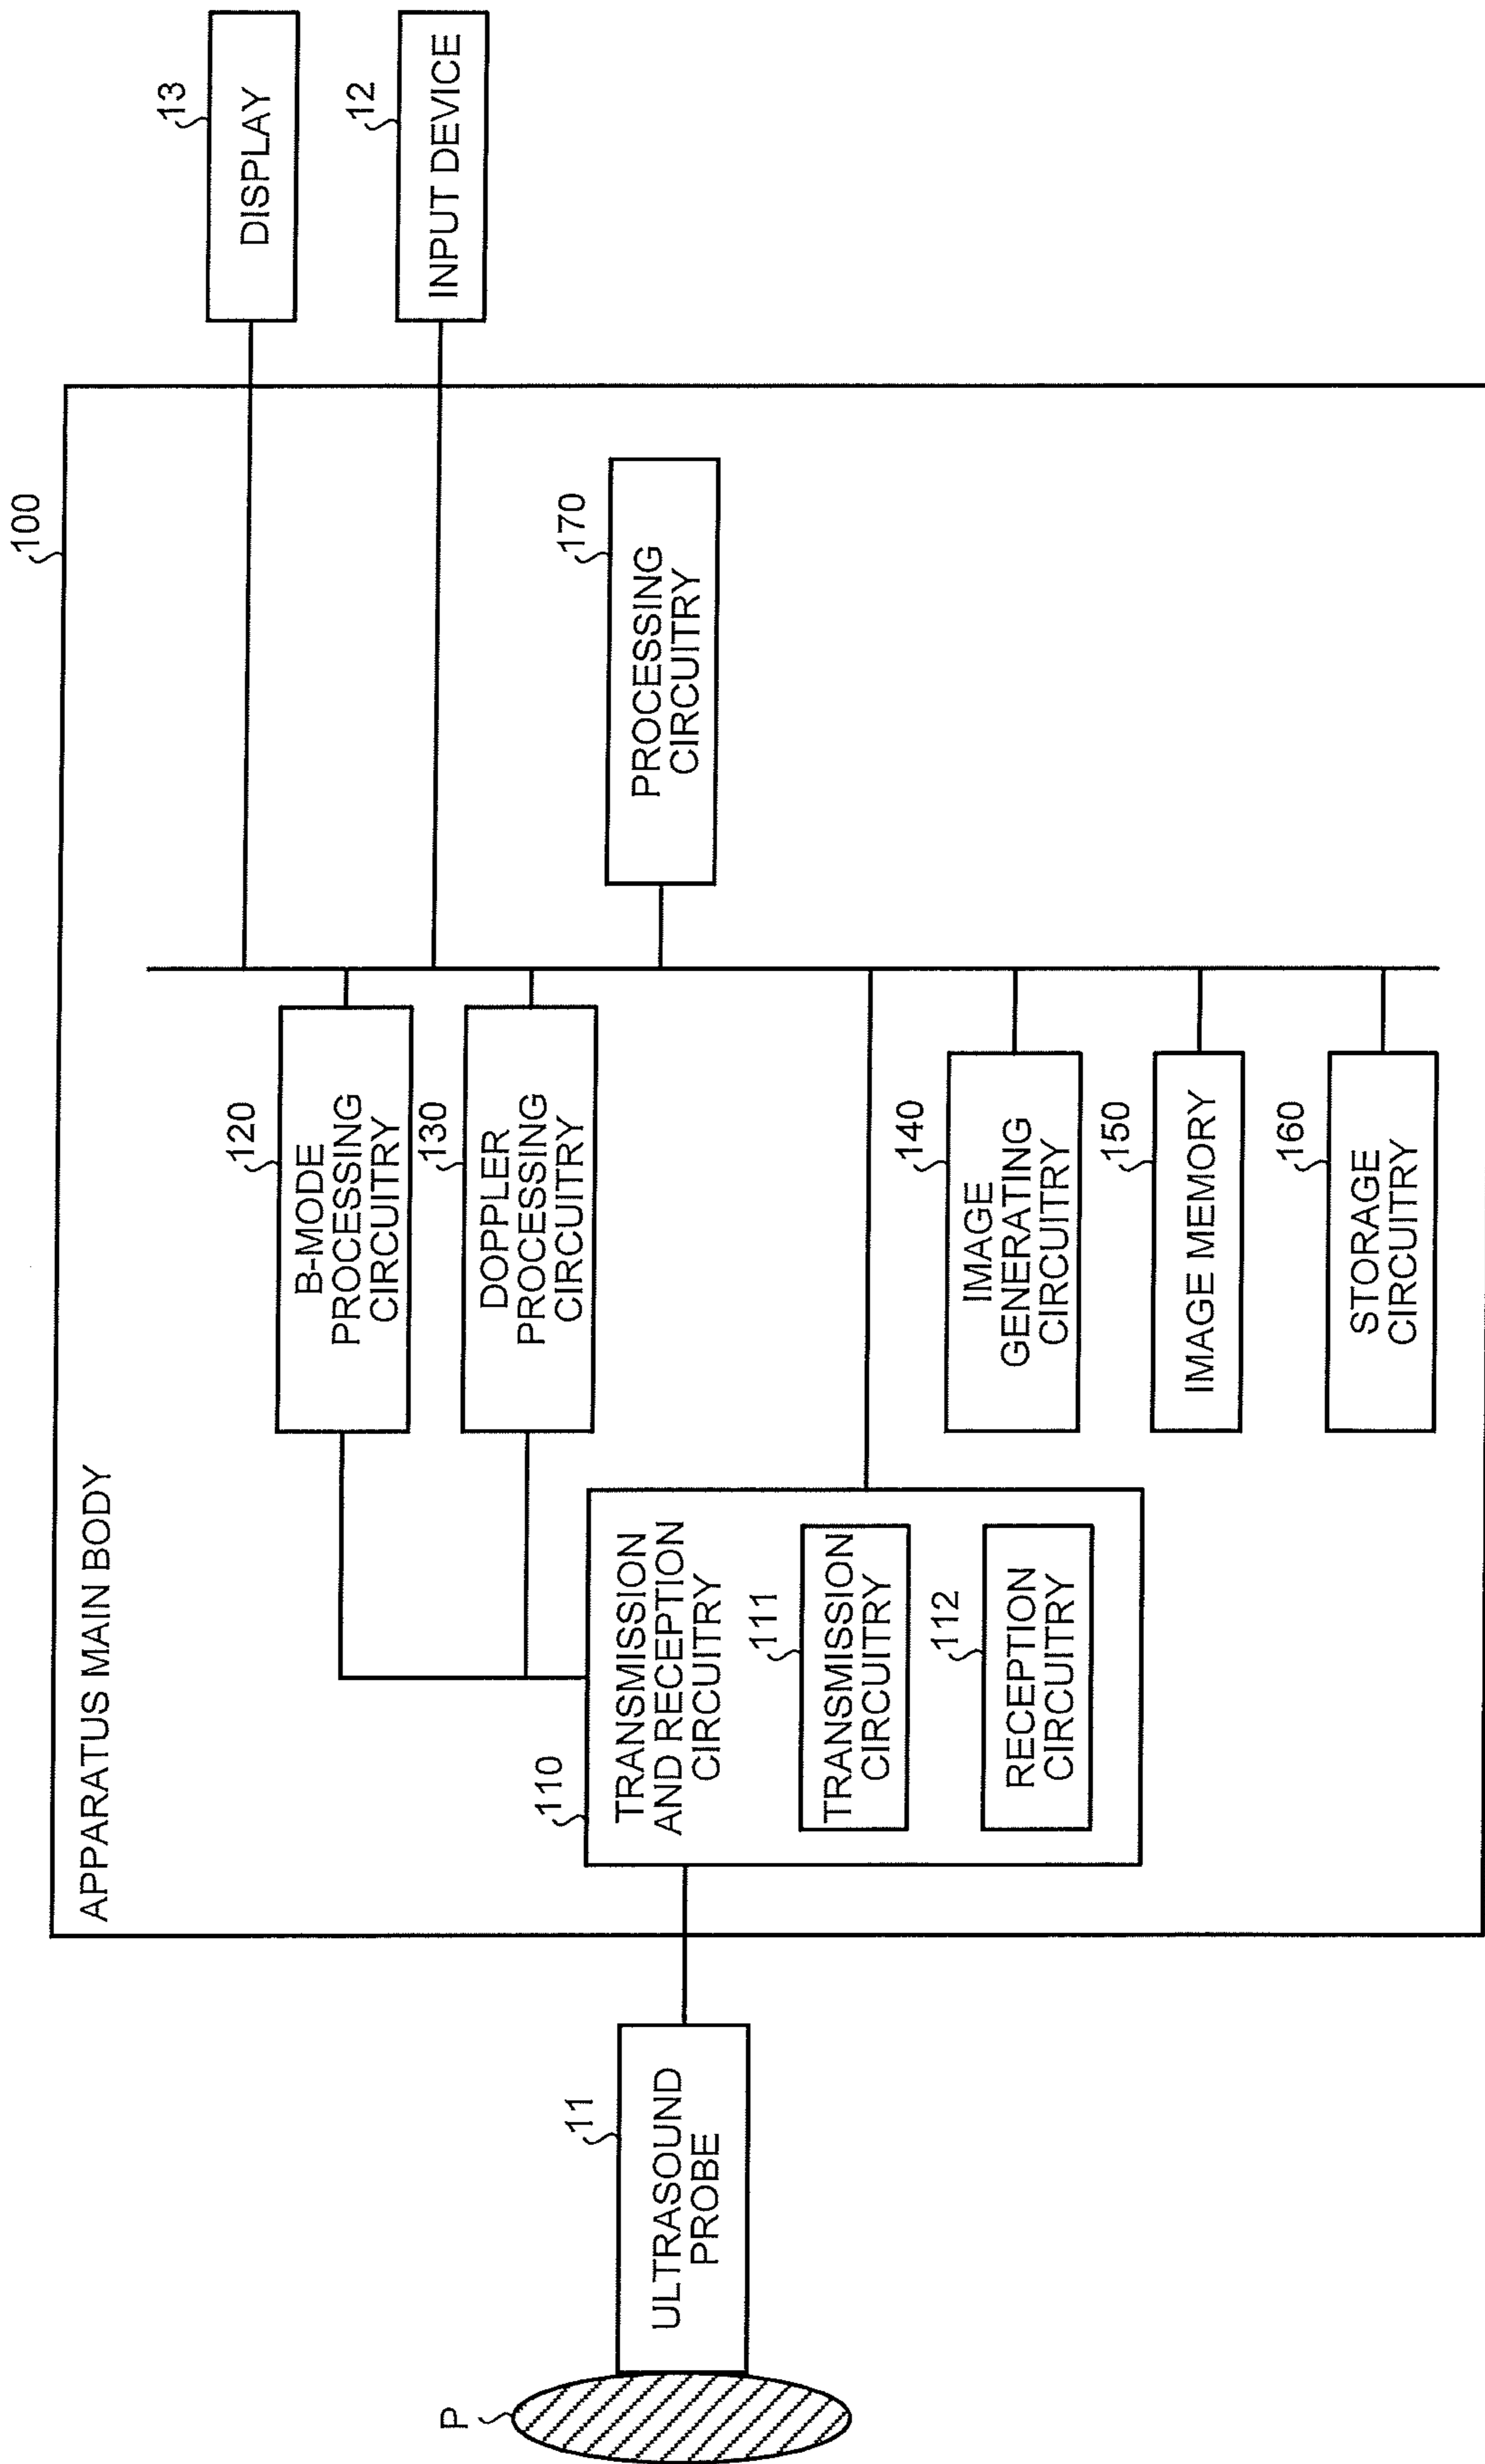 100
APPARATUS MAIN BODY
13
DISPLAY
12
INPUT DEVICE
120
B-MODE
PROCESSING
CIRCUITRY
130
DOPPLER
PROCESSING
CIRCUITRY
170
PROCESSING
CIRCUITRY
P
11
ULTRASOUND
PROBE
110
TRANSMISSION
AND RECEPTION
CIRCUITRY
111
TRANSMISSION
CIRCUITRY
112
RECEPTION
CIRCUITRY
140
IMAGE
GENERATING
CIRCUITRY
150
IMAGE MEMORY
160
STORAGE
CIRCUITRY